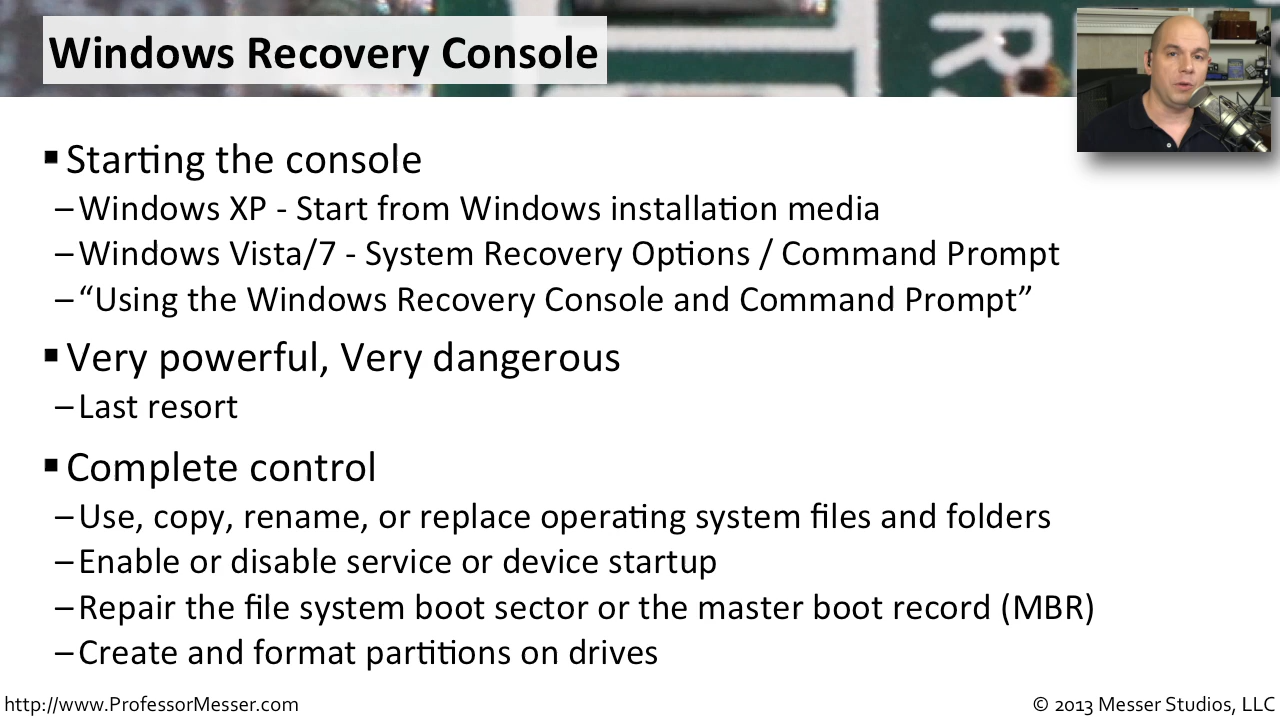 Windows Recovery Console
▪ Starting the console
– Windows XP - Start from Windows installation media
– Windows Vista/7 - System Recovery Options / Command Prompt
– “Using the Windows Recovery Console and Command Prompt”
▪ Very powerful, Very dangerous
– Last resort
▪ Complete control
– Use, copy, rename, or replace operating system files and folders
– Enable or disable service or device startup
– Repair the file system boot sector or the master boot record (MBR)
– Create and format partitions on drives
http://www.ProfessorMesser.com
© 2013 Messer Studios, LLC